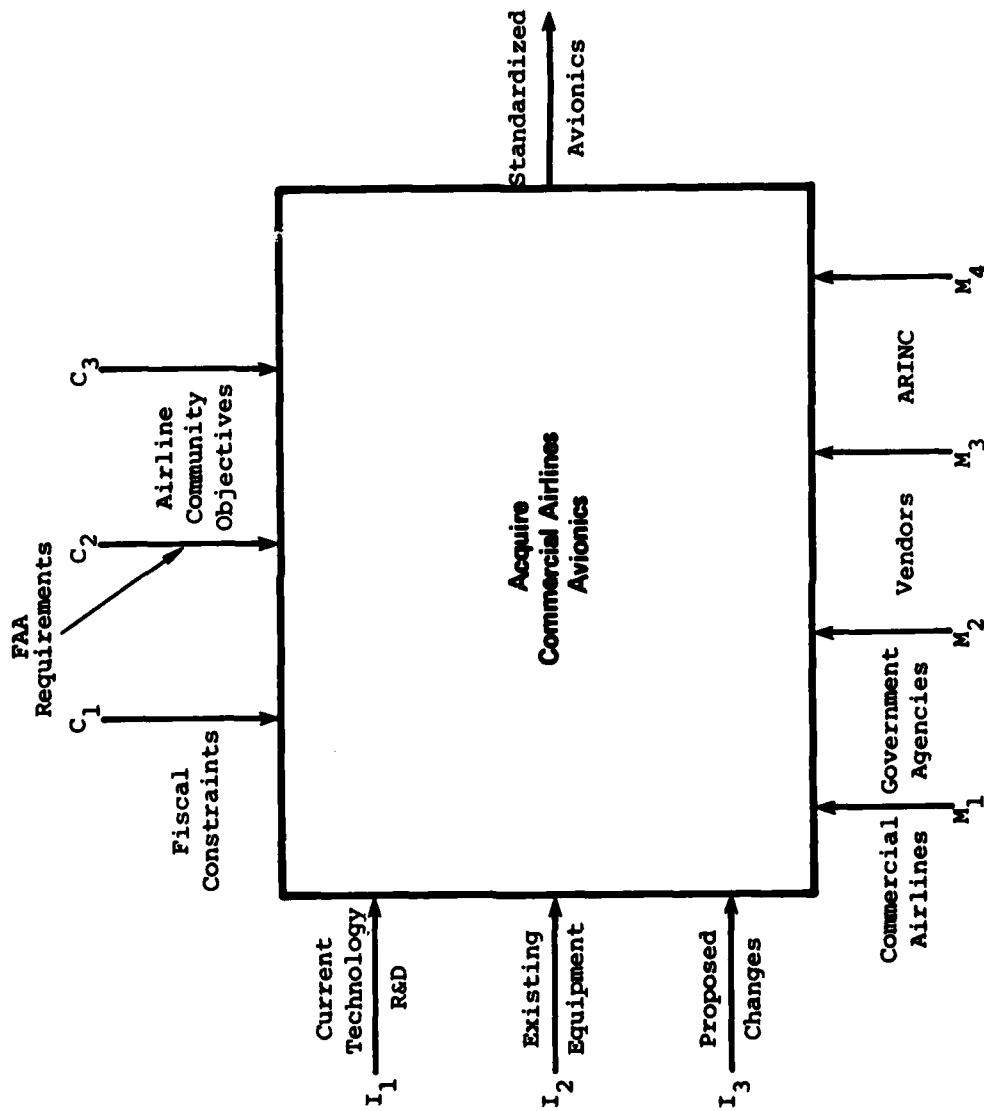 FAA
Requirements
C1
C2
C3
Fiscal
Constraints
Airline
Community
Objectives
I1
Current
Technology
R&D
I2
Existing
Equipment
I3
Proposed
Changes
Acquire
Commercial Airlines
Avionics
Standardized
Avionics
Commercial
Airlines
M1
Government
Agencies
M2
Vendors
M3
ARINC
M4